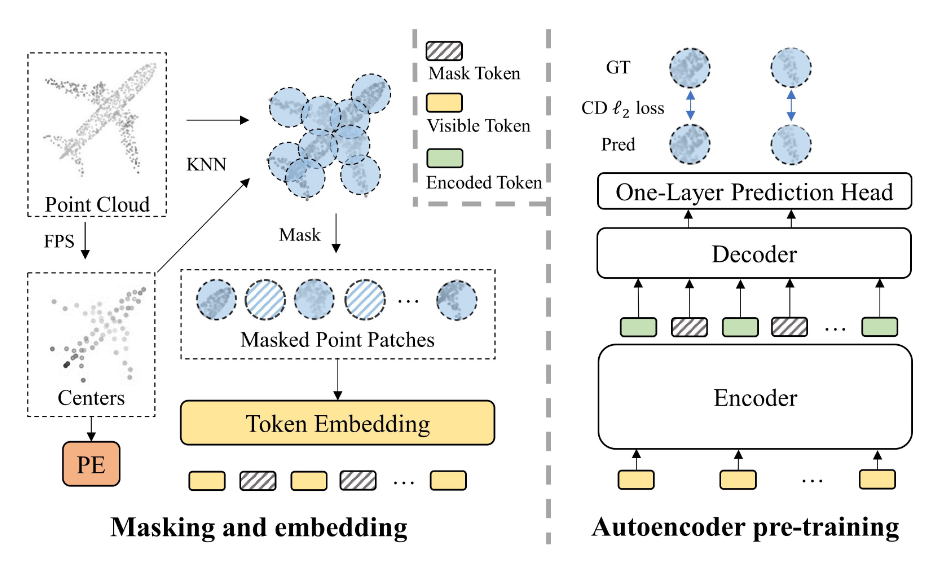 Point Cloud
FPS
Centers
PE
KNN
Mask
...
Masked Point Patches
Token Embedding
...
Masking and embedding
Mask Token
Visible Token
Encoded Token
GT
CD ℓ₂ loss
Pred
One-Layer Prediction Head
Decoder
...
Encoder
...
Autoencoder pre-training